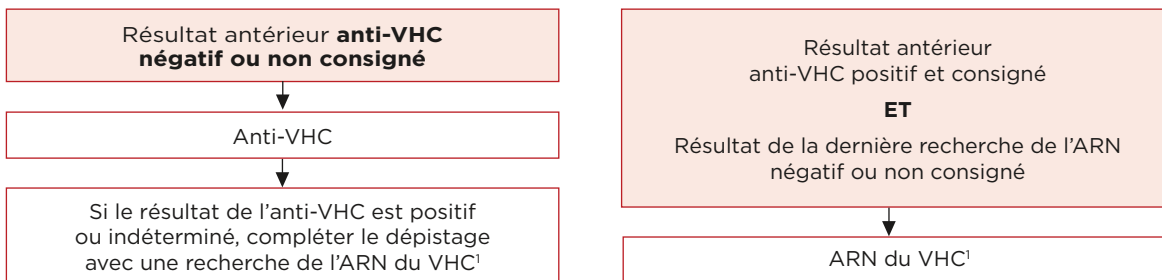 Résultat antérieur anti-VHC
négatif ou non consigné
Anti-VHC
Si le résultat de l’anti-VHC est positif
ou indéterminé, compléter le dépistage
avec une recherche de l’ARN du VHC¹
Résultat antérieur
anti-VHC positif et consigné
ET
Résultat de la dernière recherche de l’ARN
négatif ou non consigné
ARN du VHC¹